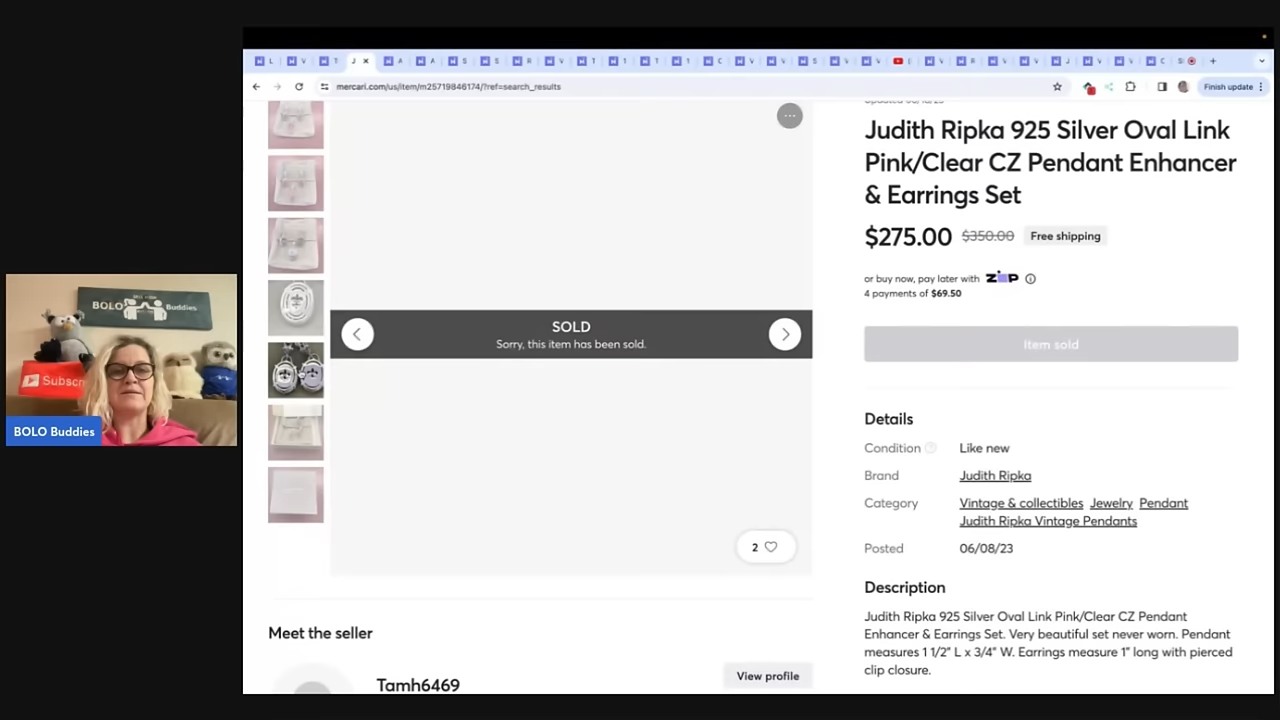 mercari.com/us/item/m25719846174/?ref=search_results
Finish update
Judith Ripka 925 Silver Oval Link
Pink/Clear CZ Pendant Enhancer
& Earrings Set
$275.00 $350.00 Free shipping
or buy now, pay later with ZIP
4 payments of $69.50
Item sold
SOLD
Sorry, this item has been sold.
2
Details
Condition Like new
Brand Judith Ripka
Category Vintage & collectibles Jewelry Pendant
Judith Ripka Vintage Pendants
Posted 06/08/23
Description
Judith Ripka 925 Silver Oval Link Pink/Clear CZ Pendant
Enhancer & Earrings Set. Very beautiful set never worn. Pendant
measures 1 1/2" L x 3/4" W. Earrings measure 1" long with pierced
clip closure.
Meet the seller
Tamh6469
View profile
BOLO Buddies
Subscr
BOLO Buddies